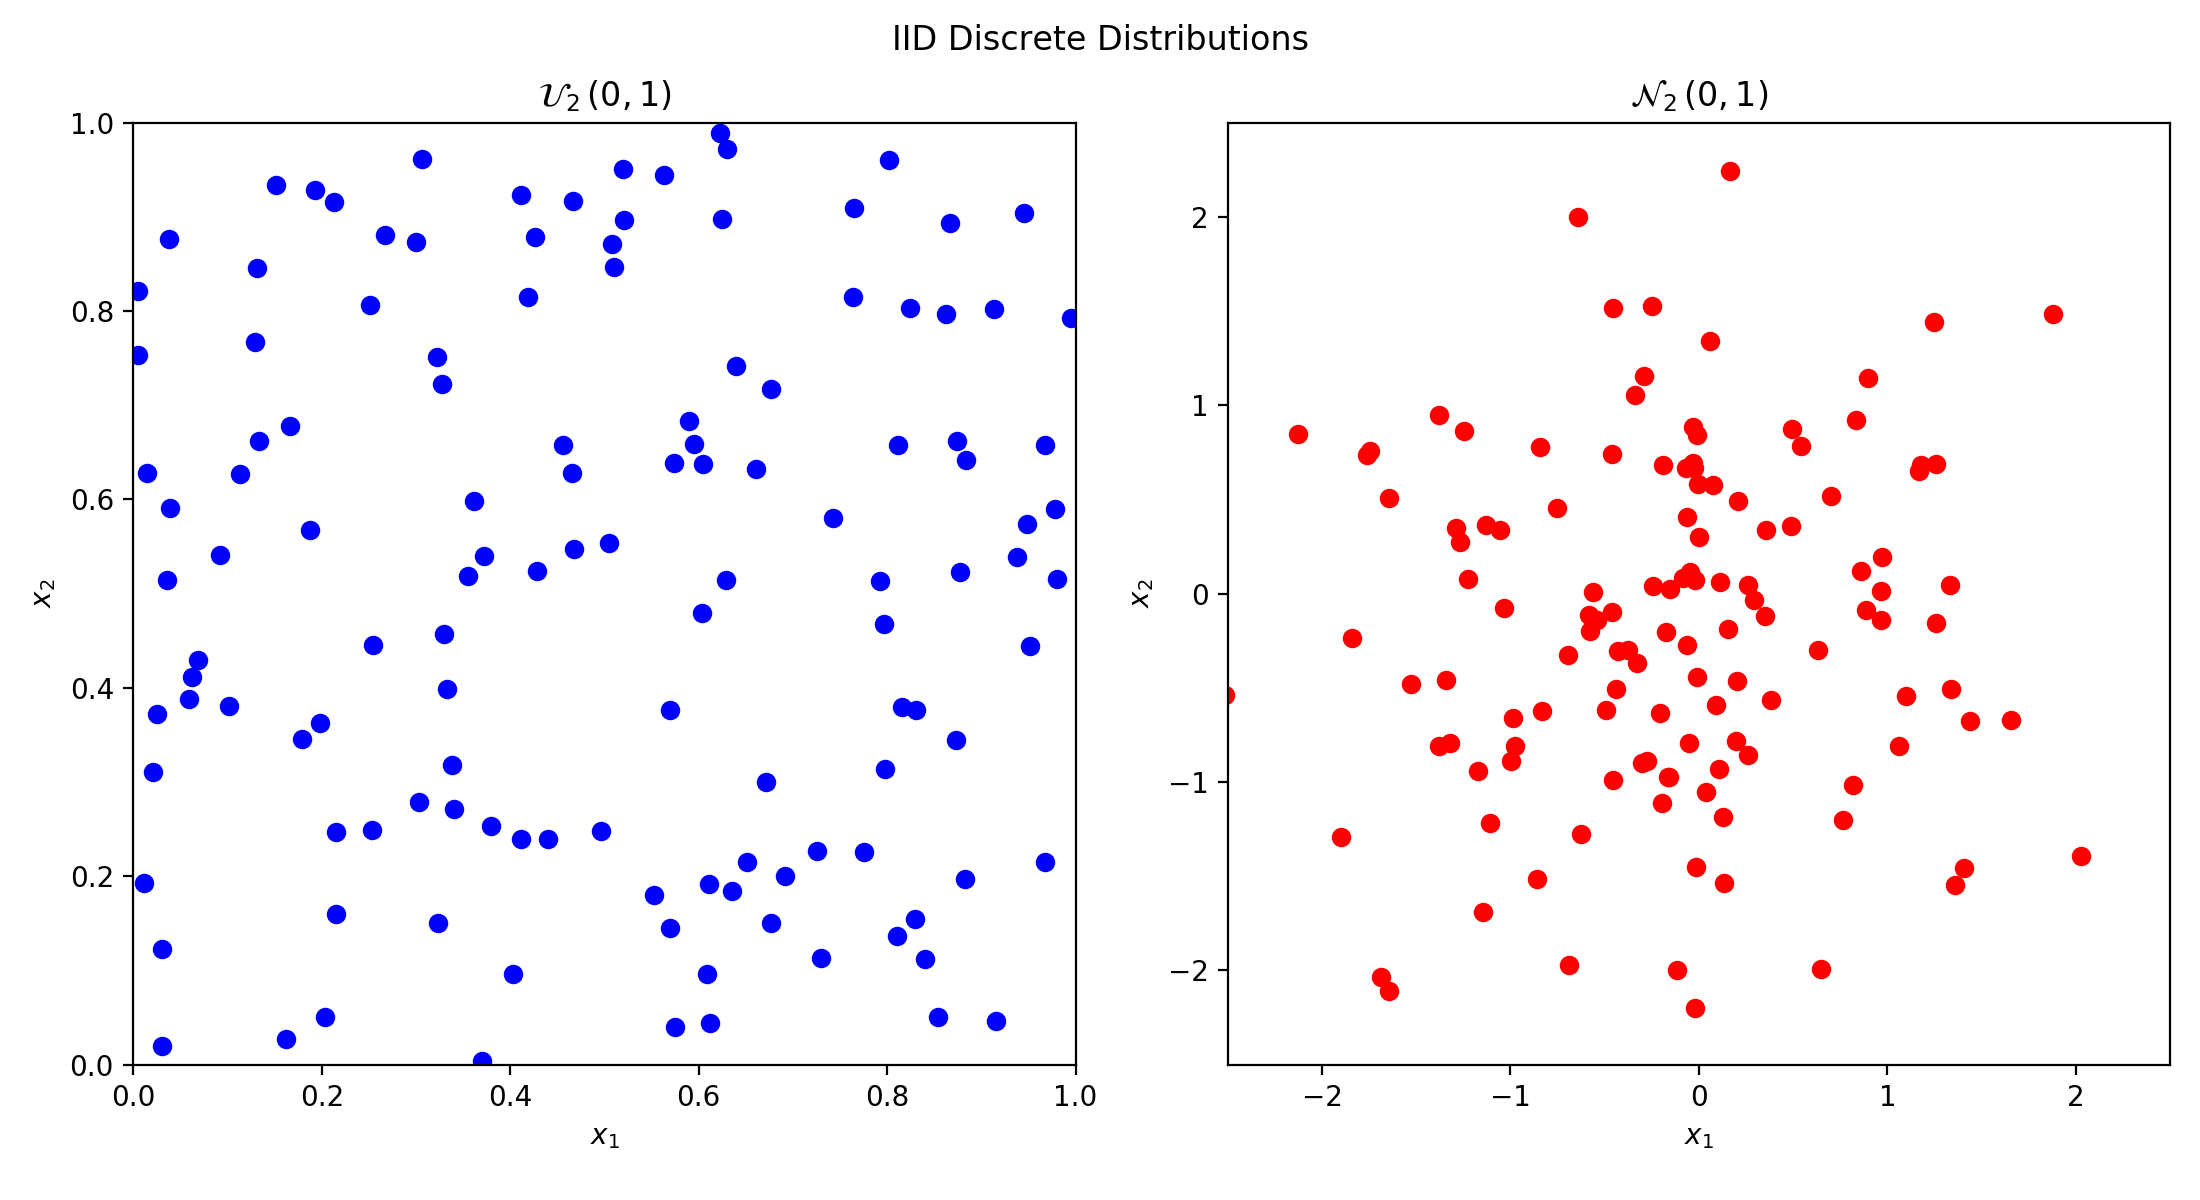 IID Discrete Distributions
𝒰₂ (0, 1)
1.0
0.8
0.6
0.4
0.2
0.0
x₂
0.0 0.2 0.4 0.6 0.8 1.0
x₁
𝒩₂ (0, 1)
2
1
0
−1
−2
x₂
−2 −1 0 1 2
x₁